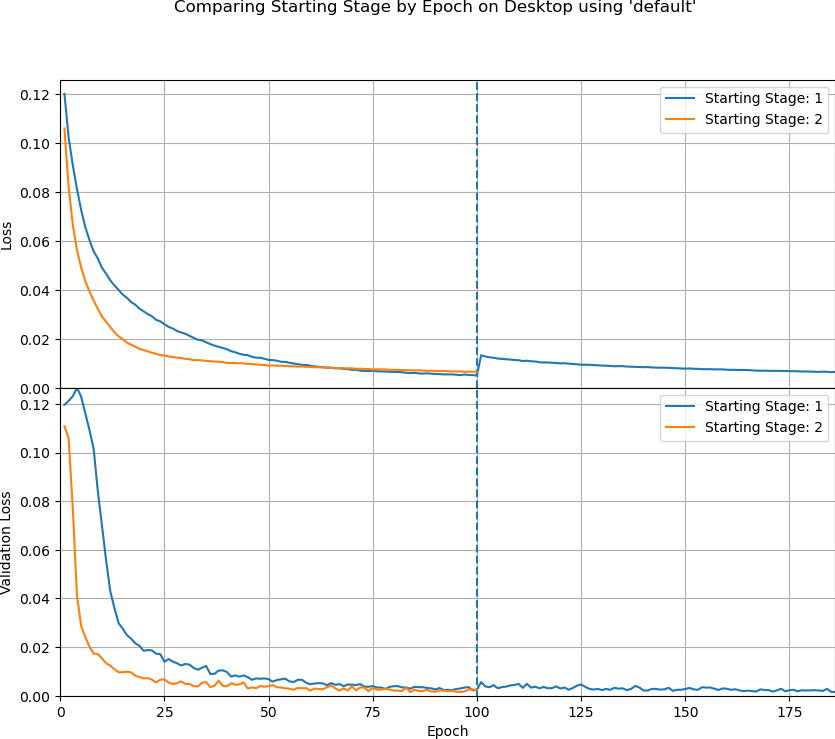 Comparing Starting Stage by Epoch on Desktop using 'default'
0.12
0.10
0.08
0.06
0.04
0.02
0.00
Loss
Starting Stage: 1
Starting Stage: 2
0.12
0.10
0.08
0.06
0.04
0.02
0.00
Validation Loss
Starting Stage: 1
Starting Stage: 2
0 25 50 75 100 125 150 175
Epoch